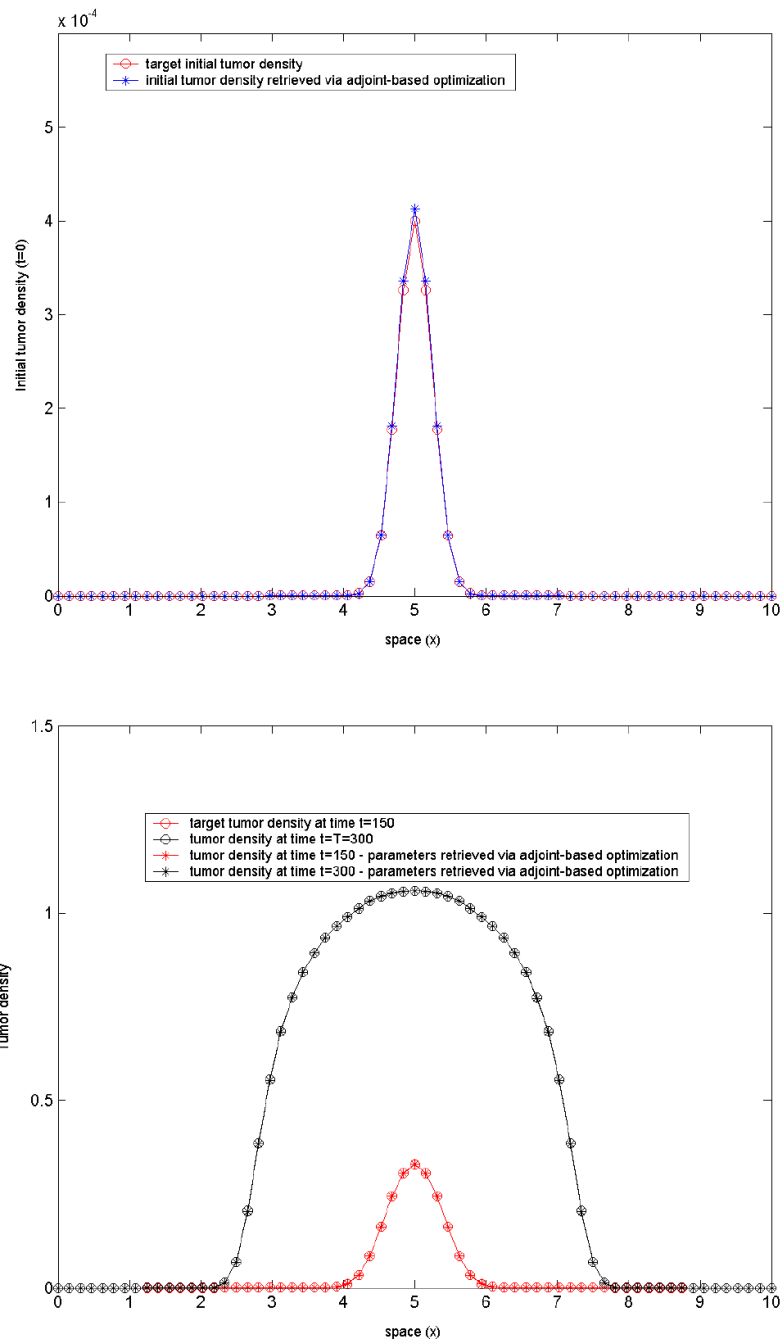 x 10⁻⁴
target initial tumor density
initial tumor density retrieved via adjoint-based optimization
5
4
3
2
1
0
Initial tumor density (t=0)
0 1 2 3 4 5 6 7 8 9 10
space (x)
1.5
target tumor density at time t=150
tumor density at time t=T=300
tumor density at time t=150 - parameters retrieved via adjoint-based optimization
tumor density at time t=300 - parameters retrieved via adjoint-based optimization
1
0.5
0
Tumor density
0 1 2 3 4 5 6 7 8 9 10
space (x)